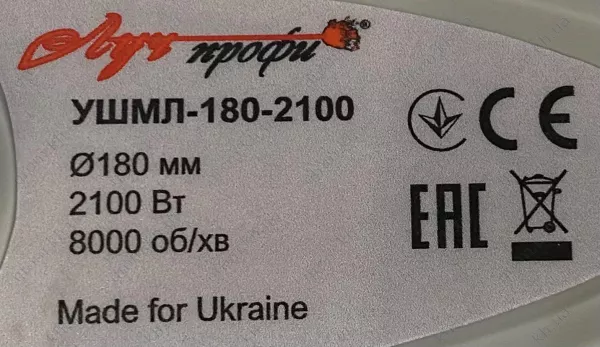 Луч
профи®
УШМЛ-180-2100
Ø180 мм
2100 Вт
8000 об/хв
Made for Ukraine
CE
EAC